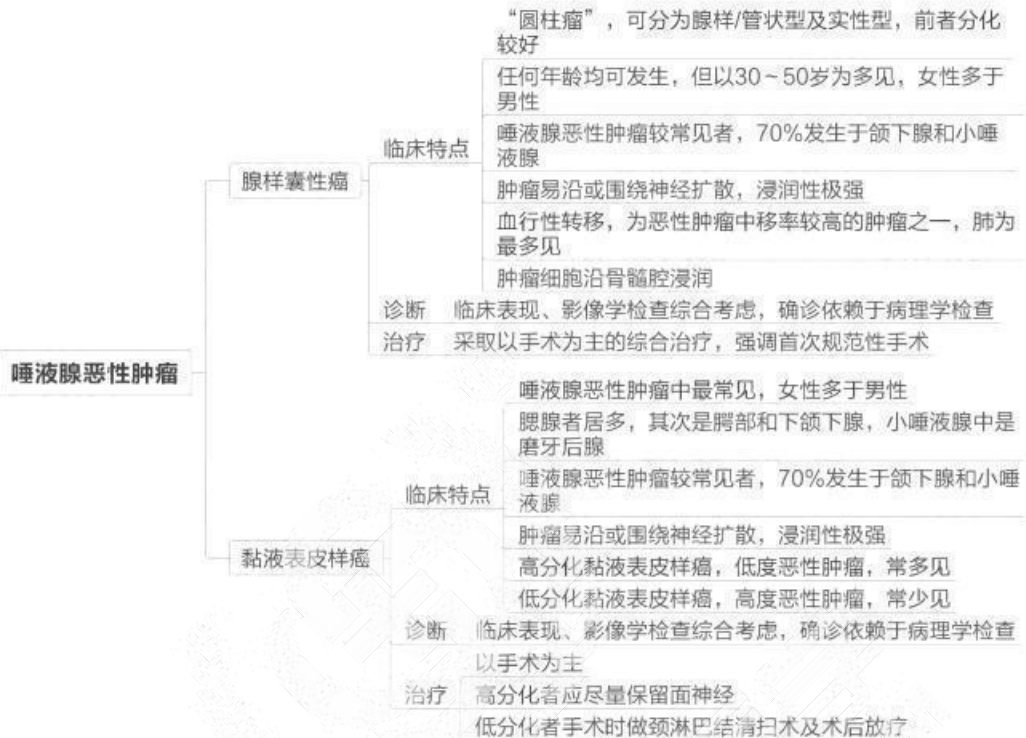 唾液腺恶性肿瘤
腺样囊性癌
临床特点
“圆柱瘤”，可分为腺样/管状型及实性型，前者分化
较好
任何年龄均可发生，但以30～50岁为多见，女性多于
男性
唾液腺恶性肿瘤较常见者，70%发生于颌下腺和小唾
液腺
肿瘤易沿或围绕神经扩散，浸润性极强
血行性转移，为恶性肿瘤中移率较高的肿瘤之一，肺为
最多见
肿瘤细胞沿骨髓腔浸润
诊断
临床表现、影像学检查综合考虑，确诊依赖于病理学检查
治疗
采取以手术为主的综合治疗，强调首次规范性手术
黏液表皮样癌
临床特点
唾液腺恶性肿瘤中最常见，女性多于男性
腮腺者居多，其次是腭部和下颌下腺，小唾液腺中是
磨牙后腺
唾液腺恶性肿瘤较常见者，70%发生于颌下腺和小唾
液腺
肿瘤易沿或围绕神经扩散，浸润性极强
高分化黏液表皮样癌，低度恶性肿瘤，常多见
低分化黏液表皮样癌，高度恶性肿瘤，常少见
诊断
临床表现、影像学检查综合考虑，确诊依赖于病理学检查
治疗
以手术为主
高分化者应尽量保留面神经
低分化者手术时做颈淋巴结清扫术及术后放疗